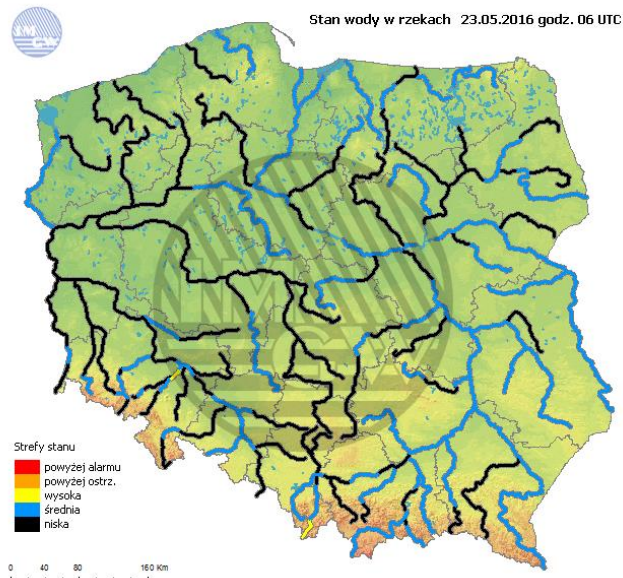 Stan wody w rzekach 23.05.2016 godz. 06 UTC
Strefy stanu
powyżej alarmu
powyżej ostrz.
wysoka
średnia
niska
0 40 80 160 Km